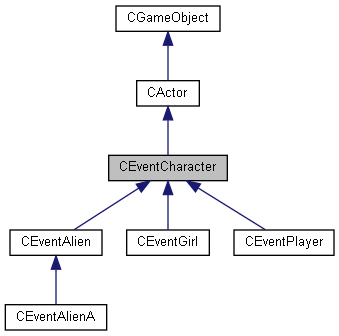 CGameObject
CActor
CEventCharacter
CEventAlien
CEventGirl
CEventPlayer
CEventAlienA